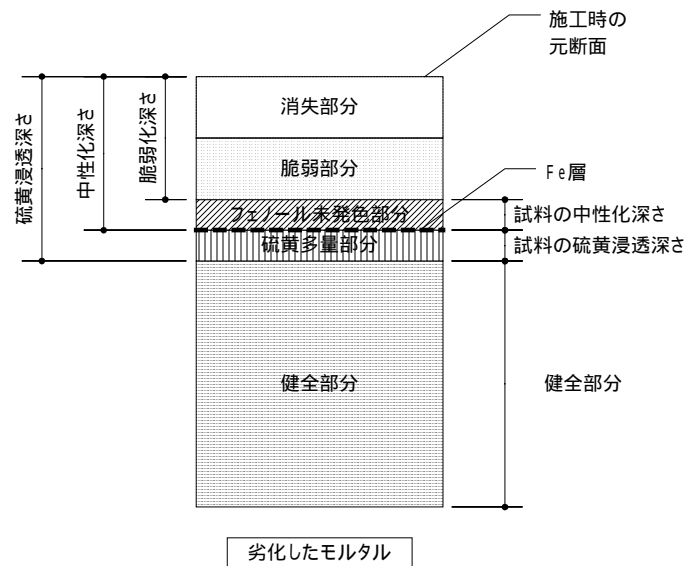 施工時の
元断面
消失部分
脆弱部分
Fe層
フェノール未発色部分
試料の中性化深さ
硫黄多量部分
試料の硫黄浸透深さ
硫黄浸透深さ
中性化深さ
脆弱化深さ
健全部分
健全部分
劣化したモルタル